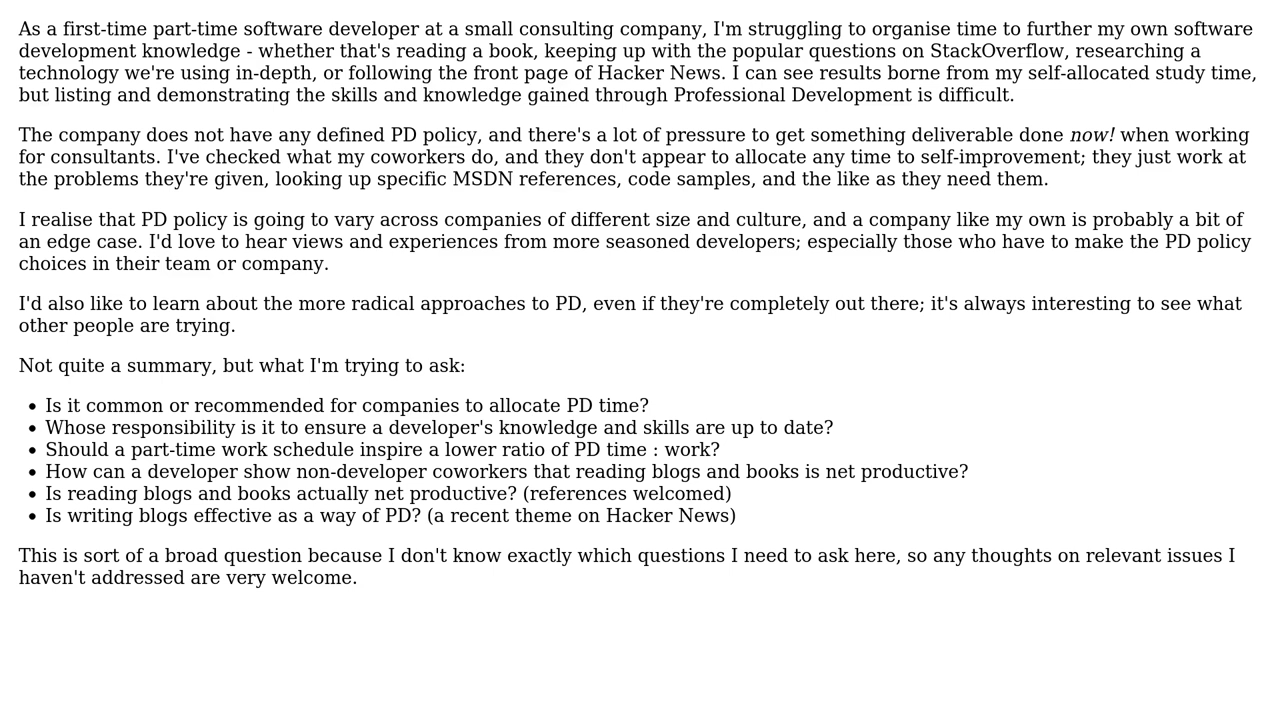 As a first-time part-time software developer at a small consulting company, I'm struggling to organise time to further my own software
development knowledge - whether that's reading a book, keeping up with the popular questions on StackOverflow, researching a
technology we're using in-depth, or following the front page of Hacker News. I can see results borne from my self-allocated study time,
but listing and demonstrating the skills and knowledge gained through Professional Development is difficult.
The company does not have any defined PD policy, and there's a lot of pressure to get something deliverable done now! when working
for consultants. I've checked what my coworkers do, and they don't appear to allocate any time to self-improvement; they just work at
the problems they're given, looking up specific MSDN references, code samples, and the like as they need them.
I realise that PD policy is going to vary across companies of different size and culture, and a company like my own is probably a bit of
an edge case. I'd love to hear views and experiences from more seasoned developers; especially those who have to make the PD policy
choices in their team or company.
I'd also like to learn about the more radical approaches to PD, even if they're completely out there; it's always interesting to see what
other people are trying.
Not quite a summary, but what I'm trying to ask:
• Is it common or recommended for companies to allocate PD time?
• Whose responsibility is it to ensure a developer's knowledge and skills are up to date?
• Should a part-time work schedule inspire a lower ratio of PD time : work?
• How can a developer show non-developer coworkers that reading blogs and books is net productive?
• Is reading blogs and books actually net productive? (references welcomed)
• Is writing blogs effective as a way of PD? (a recent theme on Hacker News)
This is sort of a broad question because I don't know exactly which questions I need to ask here, so any thoughts on relevant issues I
haven't addressed are very welcome.